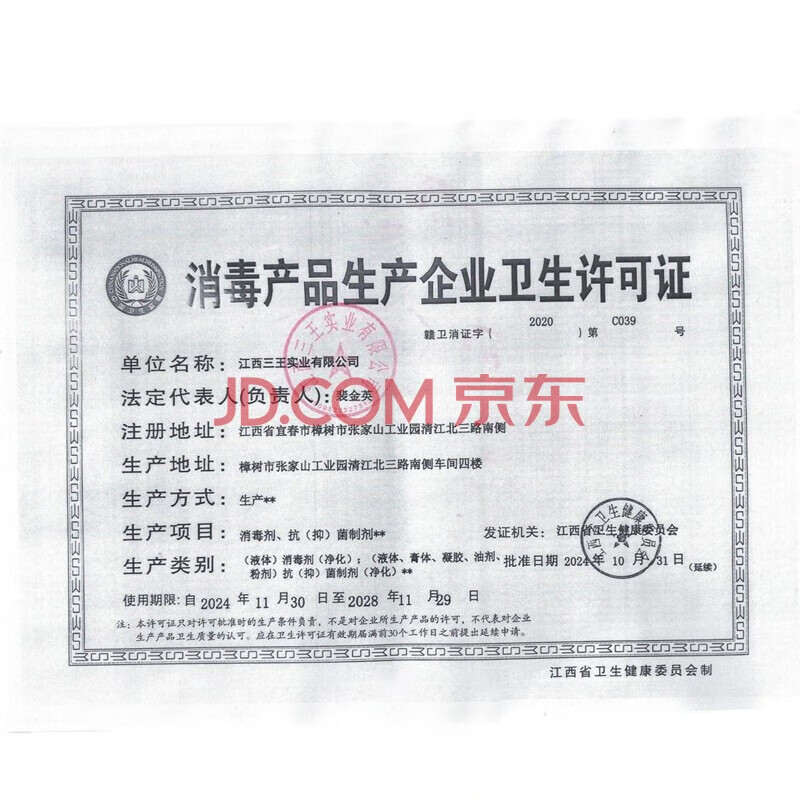 消毒产品生产企业卫生许可证
赣卫消证字( 2020 )第 C039 号
单位名称:江西三王实业有限公司
法定代表人(负责人):裴金英
JD.COM 京东
注册地址:江西省宜春市樟树市张家山工业园清江北三路南侧
生产地址:樟树市张家山工业园清江北三路南侧车间四楼
生产方式:生产**
生产项目:消毒剂、抗(抑)菌制剂**
发证机关:江西省卫生健康委员会
生产类别:(液体)消毒剂(净化);(液体、膏体、凝胶、油剂、
粉剂)抗(抑)菌制剂(净化)**
批准日期 2024年 10 月 31 日 (延续)
使用期限:自 2024 年 11 月 30 日至 2028 年 11 月 29 日
注:本许可证只对许可批准时的生产条件负责,不是对企业所生产产品的许可,不代表对企业
生产产品卫生质量的认可。应在卫生许可证有效期届满前30个工作日之前提出延续申请。
江西省卫生健康委员会制